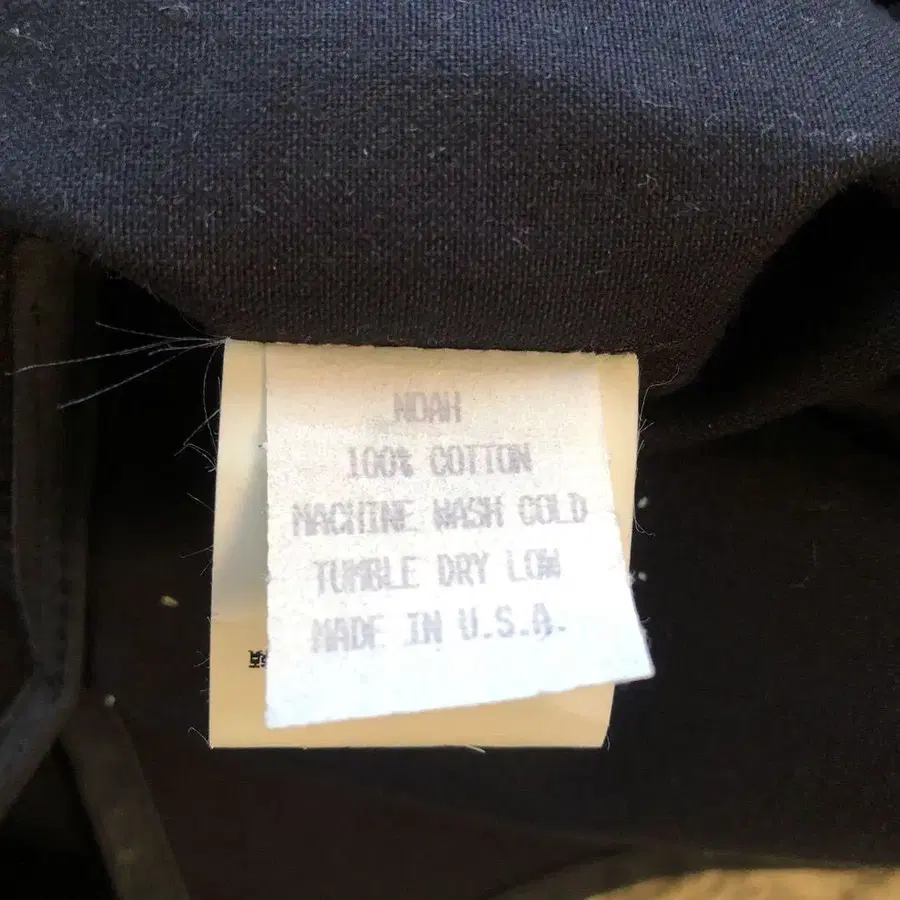 NOAH
100% COTTON
MACHINE WASH COLD
TUMBLE DRY LOW
MADE IN U.S.A.